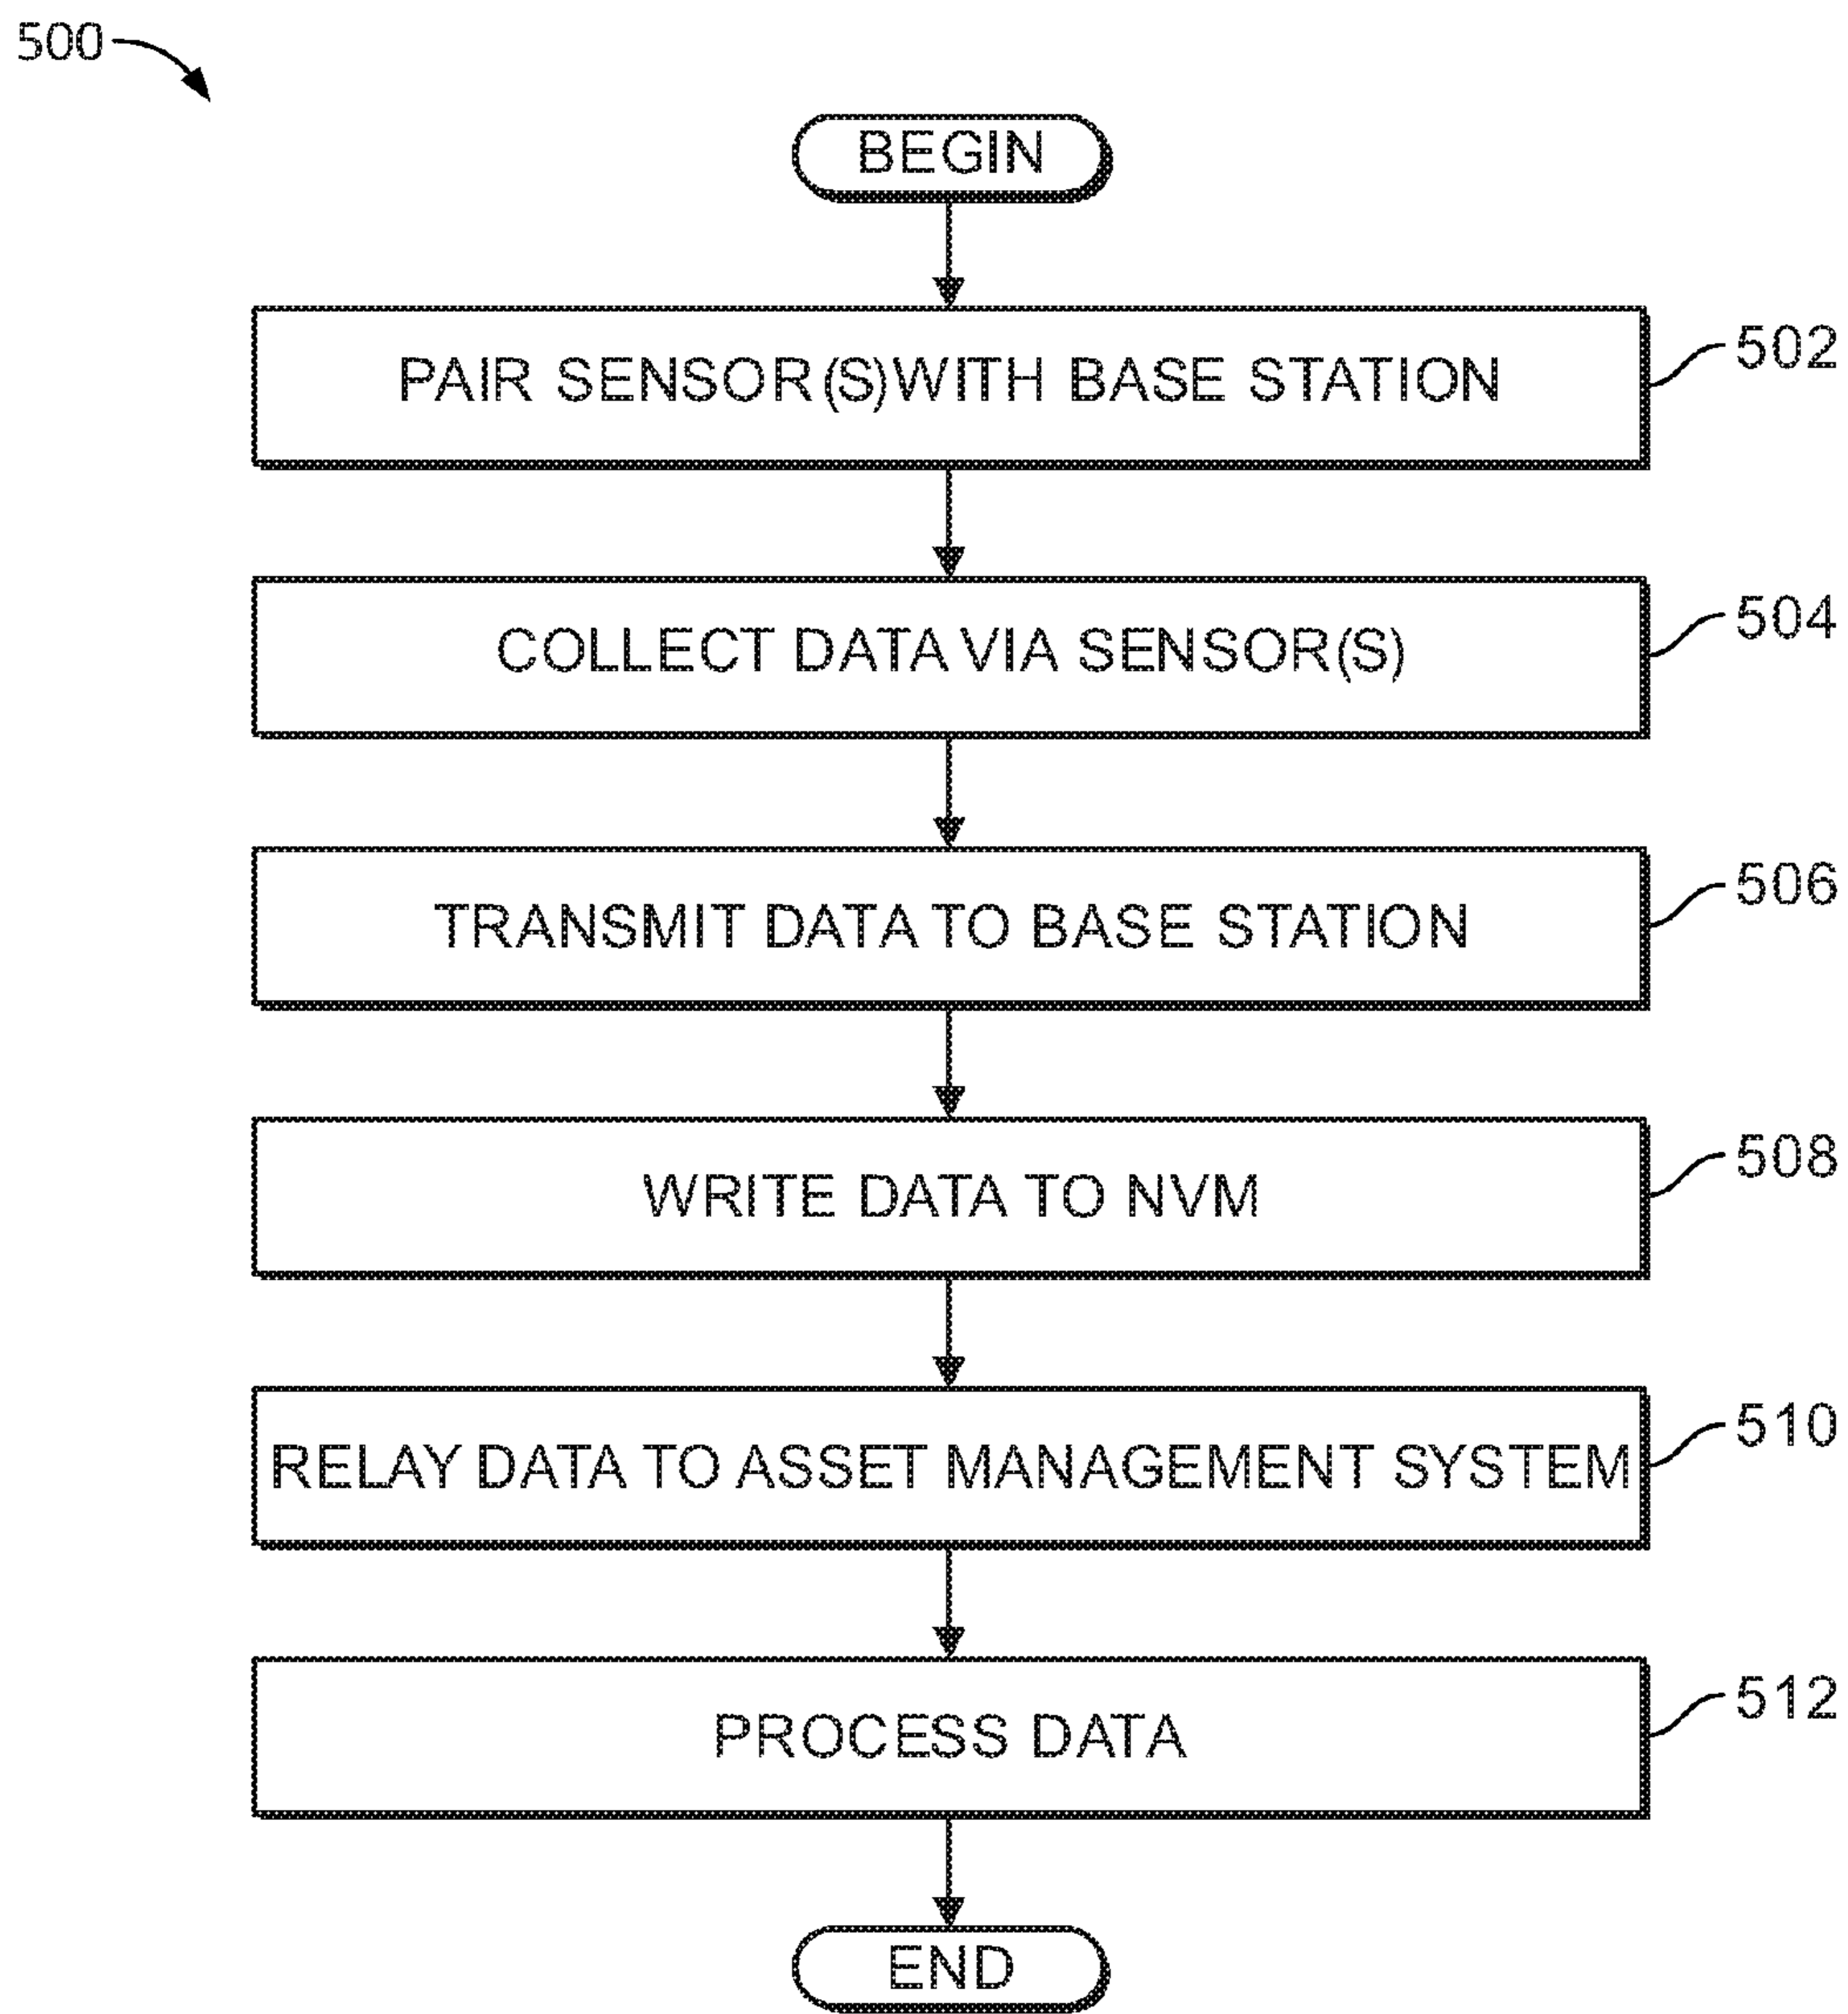 500
BEGIN
PAIR SENSOR(S)WITH BASE STATION
502
COLLECT DATA VIA SENSOR(S)
504
TRANSMIT DATA TO BASE STATION
506
WRITE DATA TO NVM
508
RELAY DATA TO ASSET MANAGEMENT SYSTEM
510
PROCESS DATA
512
END